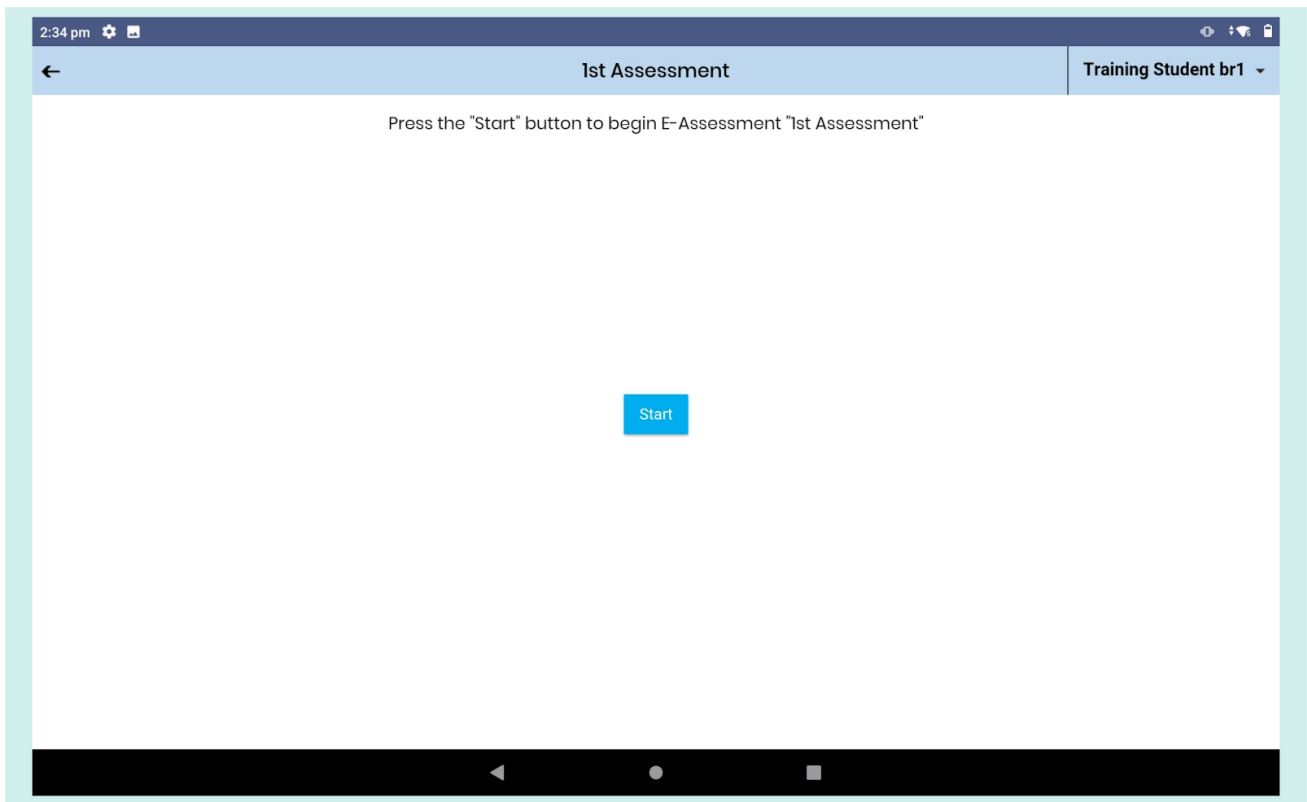 2:34 pm
1st Assessment
Training Student br1
Press the "Start" button to begin E-Assessment "1st Assessment"
Start